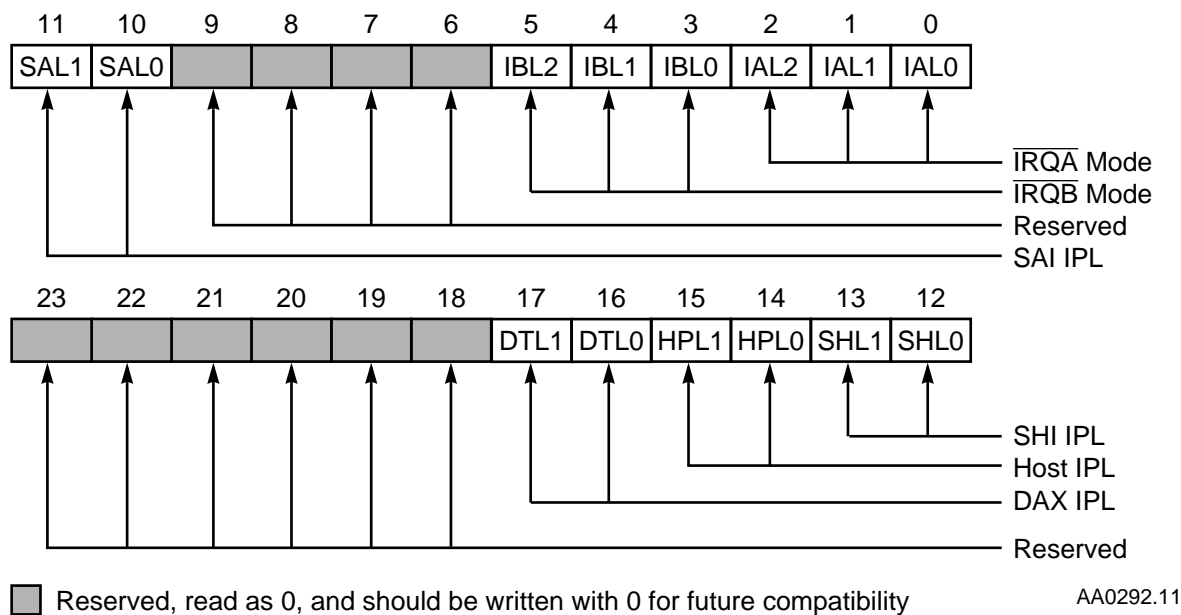 11 10 9 8 7 6 5 4 3 2 1 0
SAL1 SAL0 IBL2 IBL1 IBL0 IAL2 IAL1 IAL0
IRQA Mode
IRQB Mode
Reserved
SAI IPL
23 22 21 20 19 18 17 16 15 14 13 12
DTL1 DTL0 HPL1 HPL0 SHL1 SHL0
SHI IPL
Host IPL
DAX IPL
Reserved
Reserved, read as 0, and should be written with 0 for future compatibility
AA0292.11